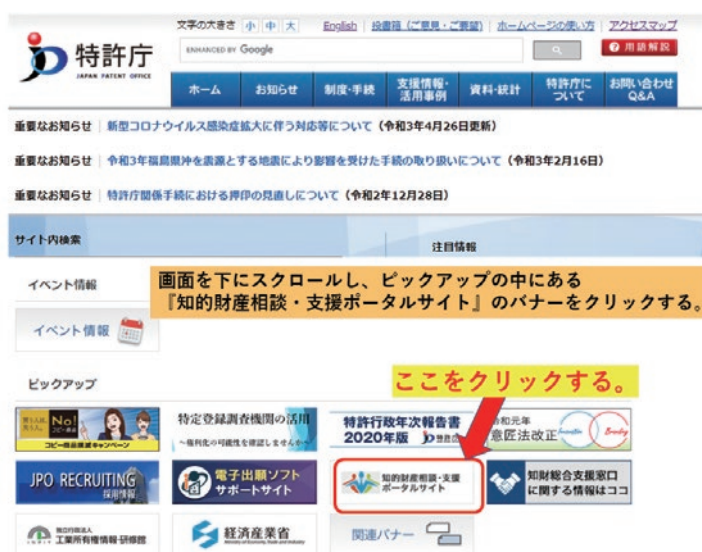 文字の大きさ 小 中 大 English 投書箱（ご意見・ご要望） ホームページの使い方 アクセスマップ
特許庁
JAPAN PATENT OFFICE
ENHANCED BY Google
用語解説
ホーム お知らせ 制度・手続 支援情報・活用事例 資料・統計 特許庁について お問い合わせ Q&A
重要なお知らせ 新型コロナウイルス感染症拡大に伴う対応等について（令和3年4月26日更新）
重要なお知らせ 令和3年福島県沖を震源とする地震により影響を受けた手続の取り扱いについて（令和3年2月16日）
重要なお知らせ 特許庁関係手続における押印の見直しについて（令和2年12月28日）
サイト内検索 注目情報
イベント情報
画面を下にスクロールし、ピックアップの中にある
『知的財産相談・支援ポータルサイト』のバナーをクリックする。
イベント情報
ピックアップ
ここをクリックする。
No!
コピー商品撲滅キャンペーン
特定登録調査機関の活用
～権利化の可能性を確認しませんか～
特許行政年次報告書
2020年版
令和元年
意匠法改正
Innovation Branding
JPO RECRUITING
採用情報
電子出願ソフト
サポートサイト
知的財産相談・支援
ポータルサイト
知財総合支援窓口
に関する情報はココ
独立行政法人
工業所有権情報・研修館
経済産業省
Ministry of Economy, Trade and Industry
関連バナー